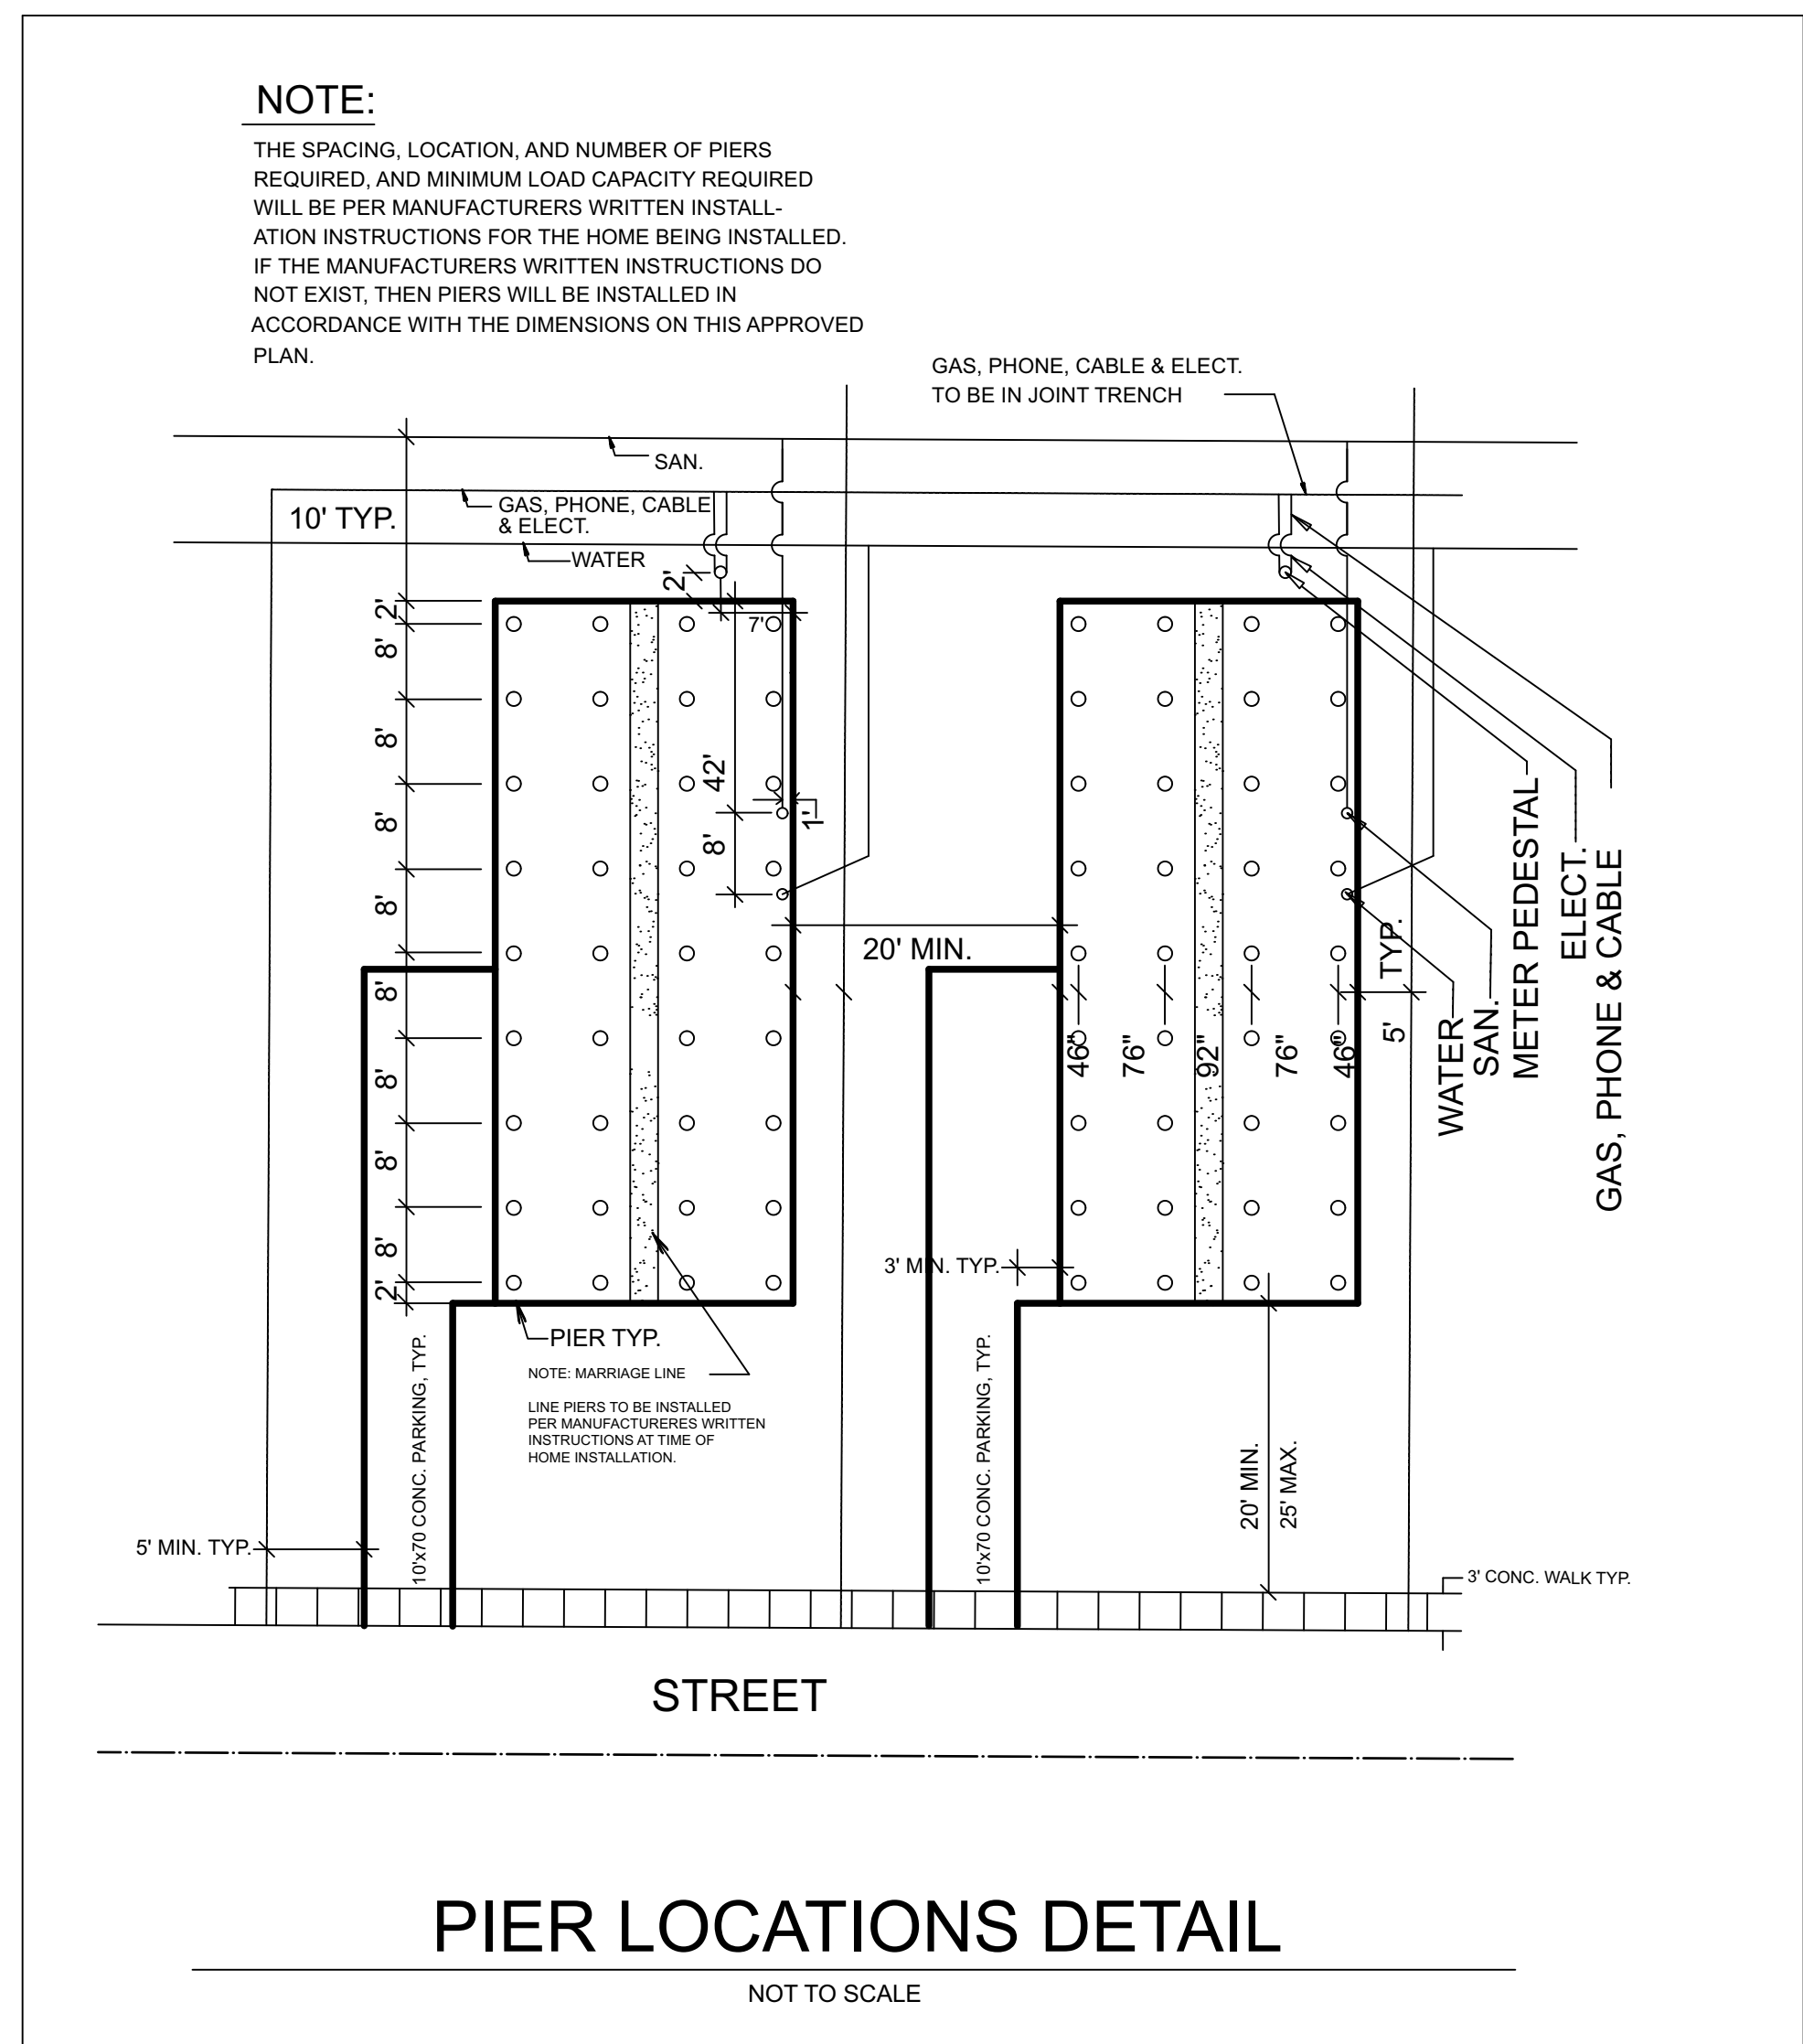 NOTE:
THE SPACING, LOCATION, AND NUMBER OF PIERS
REQUIRED, AND MINIMUM LOAD CAPACITY REQUIRED
WILL BE PER MANUFACTURERS WRITTEN INSTALL-
ATION INSTRUCTIONS FOR THE HOME BEING INSTALLED.
IF THE MANUFACTURERS WRITTEN INSTRUCTIONS DO
NOT EXIST, THEN PIERS WILL BE INSTALLED IN
ACCORDANCE WITH THE DIMENSIONS ON THIS APPROVED
PLAN.
GAS, PHONE, CABLE & ELECT.
TO BE IN JOINT TRENCH
SAN.
GAS, PHONE, CABLE
& ELECT.
10' TYP.
WATER
2'
2'
7'
8'
8'
8'
8'
8'
8'
8'
8'
2'
42'
8'
1'
20' MIN.
46"
76"
92"
76"
46"
TYP.
5'
WATER
SAN.
METER PEDESTAL
ELECT.
GAS, PHONE & CABLE
3' MIN. TYP.
PIER TYP.
NOTE: MARRIAGE LINE
LINE PIERS TO BE INSTALLED
PER MANUFACTURERES WRITTEN
INSTRUCTIONS AT TIME OF
HOME INSTALLATION.
10'x70 CONC. PARKING, TYP.
10'x70 CONC. PARKING, TYP.
20' MIN.
25' MAX.
5' MIN. TYP.
3' CONC. WALK TYP.
STREET
PIER LOCATIONS DETAIL
NOT TO SCALE